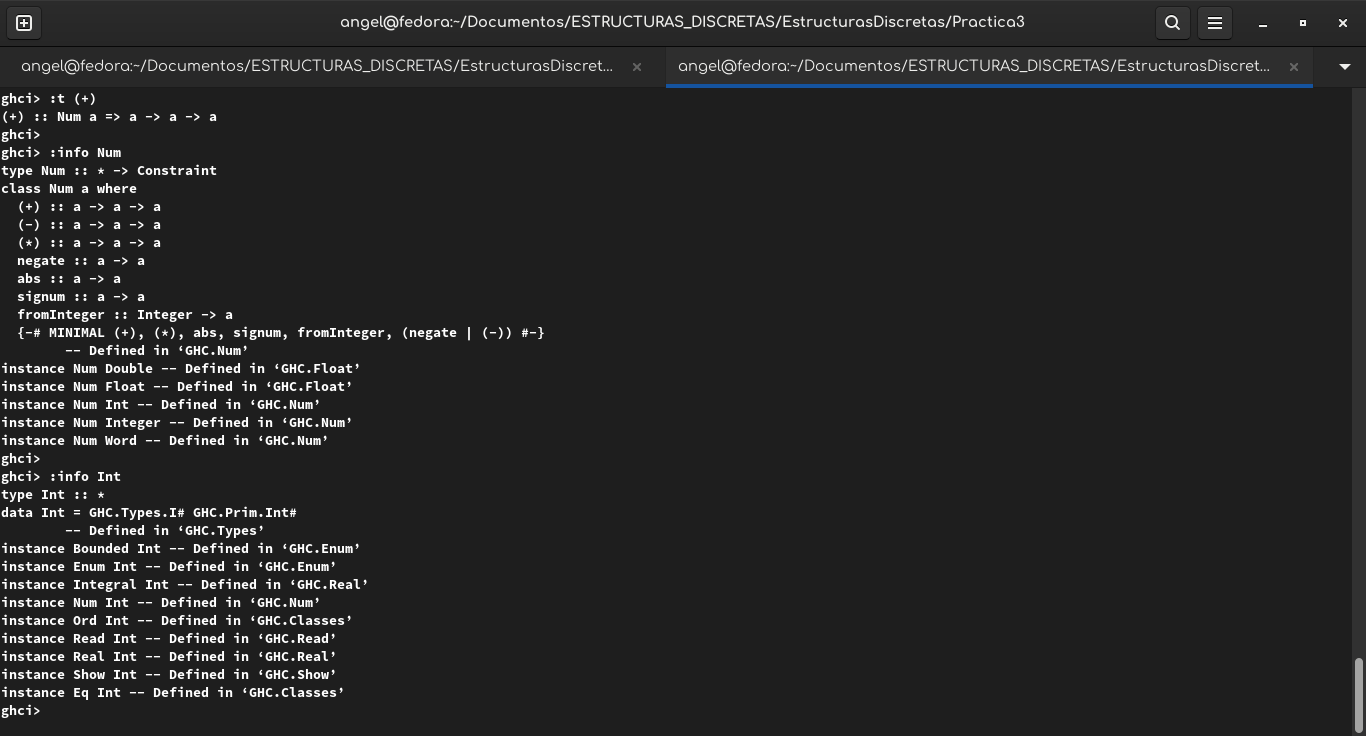 angel@fedora:~/Documentos/ESTRUCTURAS_DISCRETAS/EstructurasDiscretas/Practica3
angel@fedora:~/Documentos/ESTRUCTURAS_DISCRETAS/EstructurasDiscret...
angel@fedora:~/Documentos/ESTRUCTURAS_DISCRETAS/EstructurasDiscret...
ghci> :t (+)
(+) :: Num a => a -> a -> a
ghci>
ghci> :info Num
type Num :: * -> Constraint
class Num a where
  (+) :: a -> a -> a
  (-) :: a -> a -> a
  (*) :: a -> a -> a
  negate :: a -> a
  abs :: a -> a
  signum :: a -> a
  fromInteger :: Integer -> a
  {-# MINIMAL (+), (*), abs, signum, fromInteger, (negate | (-)) #-}
        -- Defined in ‘GHC.Num’
instance Num Double -- Defined in ‘GHC.Float’
instance Num Float -- Defined in ‘GHC.Float’
instance Num Int -- Defined in ‘GHC.Num’
instance Num Integer -- Defined in ‘GHC.Num’
instance Num Word -- Defined in ‘GHC.Num’
ghci>
ghci> :info Int
type Int :: *
data Int = GHC.Types.I# GHC.Prim.Int#
        -- Defined in ‘GHC.Types’
instance Bounded Int -- Defined in ‘GHC.Enum’
instance Enum Int -- Defined in ‘GHC.Enum’
instance Integral Int -- Defined in ‘GHC.Real’
instance Num Int -- Defined in ‘GHC.Num’
instance Ord Int -- Defined in ‘GHC.Classes’
instance Read Int -- Defined in ‘GHC.Read’
instance Real Int -- Defined in ‘GHC.Real’
instance Show Int -- Defined in ‘GHC.Show’
instance Eq Int -- Defined in ‘GHC.Classes’
ghci>